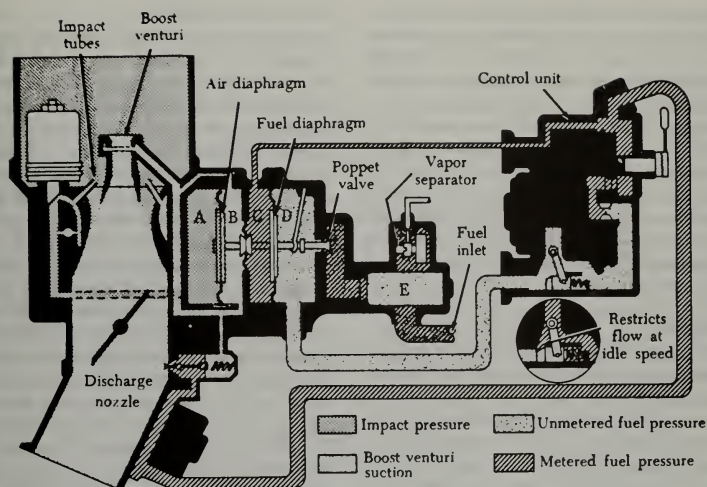 Impact
tubes
Boost
venturi
Air diaphragm
Fuel diaphragm
Poppet
valve
Vapor
separator
Control unit
Fuel
inlet
A
B
C
D
E
Restricts
flow at
idle speed
Discharge
nozzle
Impact pressure
Unmetered fuel pressure
Boost venturi
suction
Metered fuel pressure